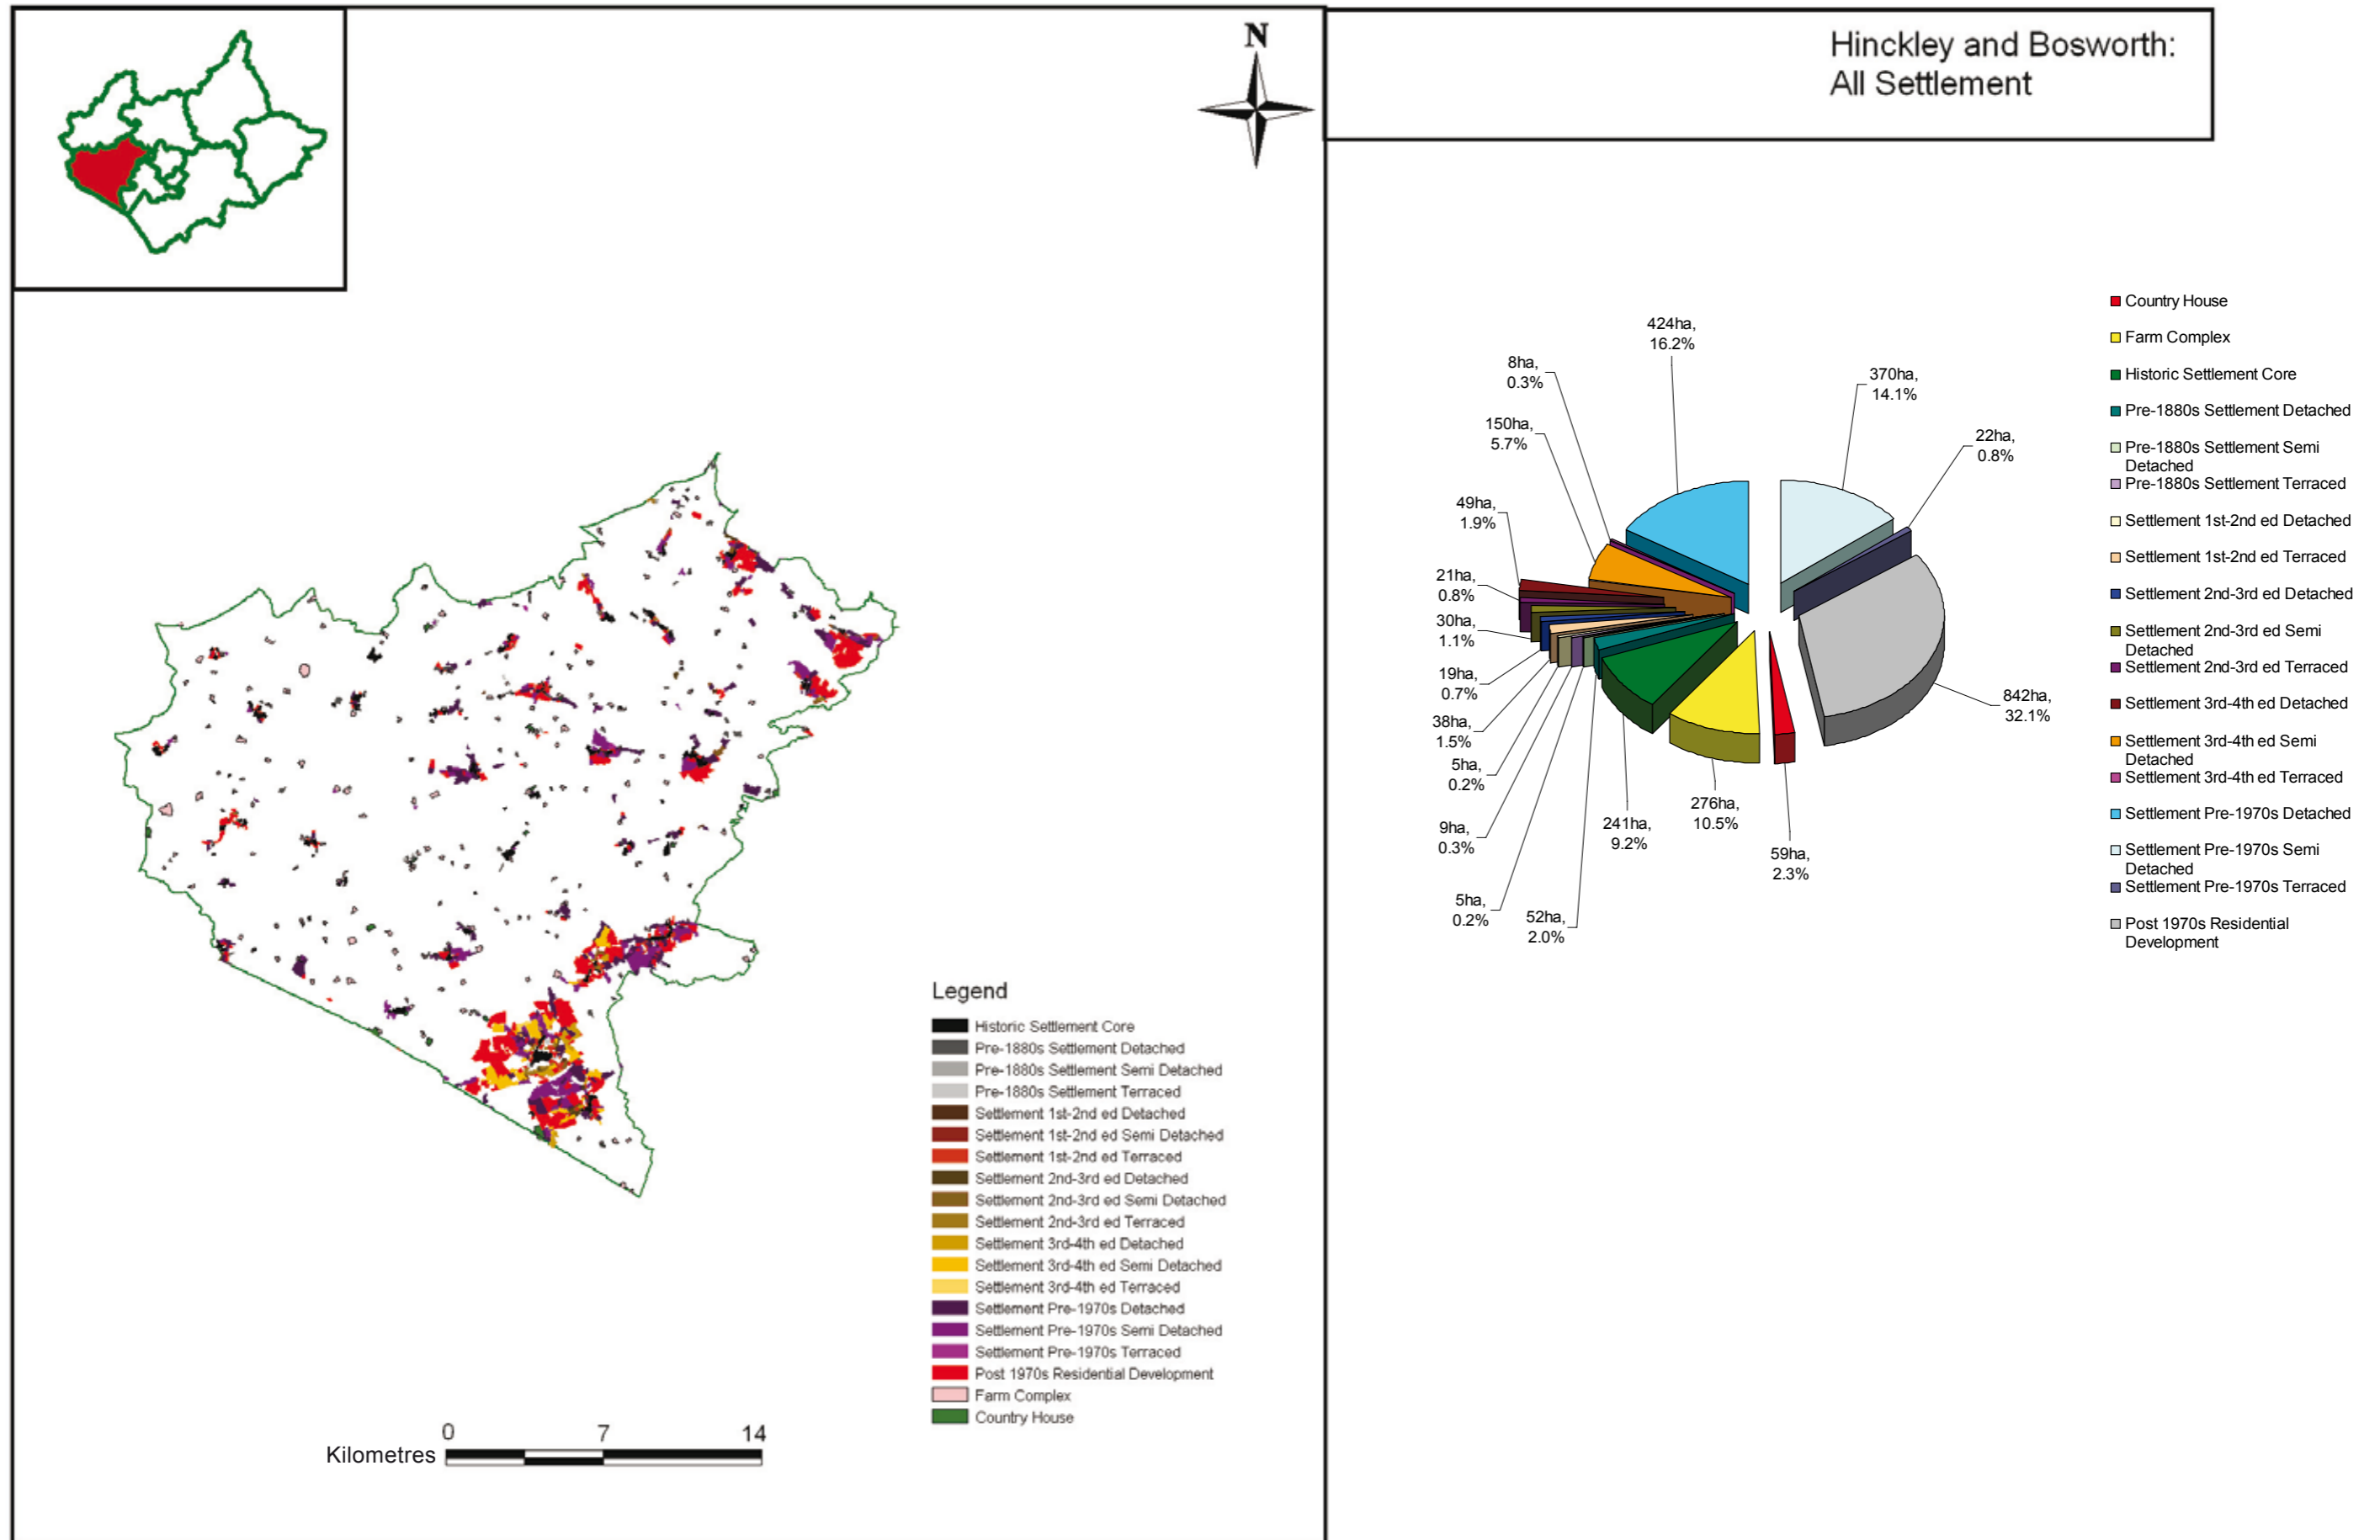 N
Hinckley and Bosworth:
All Settlement
Legend
Historic Settlement Core
Pre-1880s Settlement Detached
Pre-1880s Settlement Semi Detached
Pre-1880s Settlement Terraced
Settlement 1st-2nd ed Detached
Settlement 1st-2nd ed Semi Detached
Settlement 1st-2nd ed Terraced
Settlement 2nd-3rd ed Detached
Settlement 2nd-3rd ed Semi Detached
Settlement 2nd-3rd ed Terraced
Settlement 3rd-4th ed Detached
Settlement 3rd-4th ed Semi Detached
Settlement 3rd-4th ed Terraced
Settlement Pre-1970s Detached
Settlement Pre-1970s Semi Detached
Settlement Pre-1970s Terraced
Post 1970s Residential Development
Farm Complex
Country House
0 7 14
Kilometres
424ha,
16.2%
370ha,
14.1%
22ha,
0.8%
842ha,
32.1%
59ha,
2.3%
276ha,
10.5%
241ha,
9.2%
52ha,
2.0%
5ha,
0.2%
9ha,
0.3%
5ha,
0.2%
38ha,
1.5%
19ha,
0.7%
30ha,
1.1%
21ha,
0.8%
49ha,
1.9%
150ha,
5.7%
8ha,
0.3%
Country House
Farm Complex
Historic Settlement Core
Pre-1880s Settlement Detached
Pre-1880s Settlement Semi
Detached
Pre-1880s Settlement Terraced
Settlement 1st-2nd ed Detached
Settlement 1st-2nd ed Terraced
Settlement 2nd-3rd ed Detached
Settlement 2nd-3rd ed Semi
Detached
Settlement 2nd-3rd ed Terraced
Settlement 3rd-4th ed Detached
Settlement 3rd-4th ed Semi
Detached
Settlement 3rd-4th ed Terraced
Settlement Pre-1970s Detached
Settlement Pre-1970s Semi
Detached
Settlement Pre-1970s Terraced
Post 1970s Residential
Development